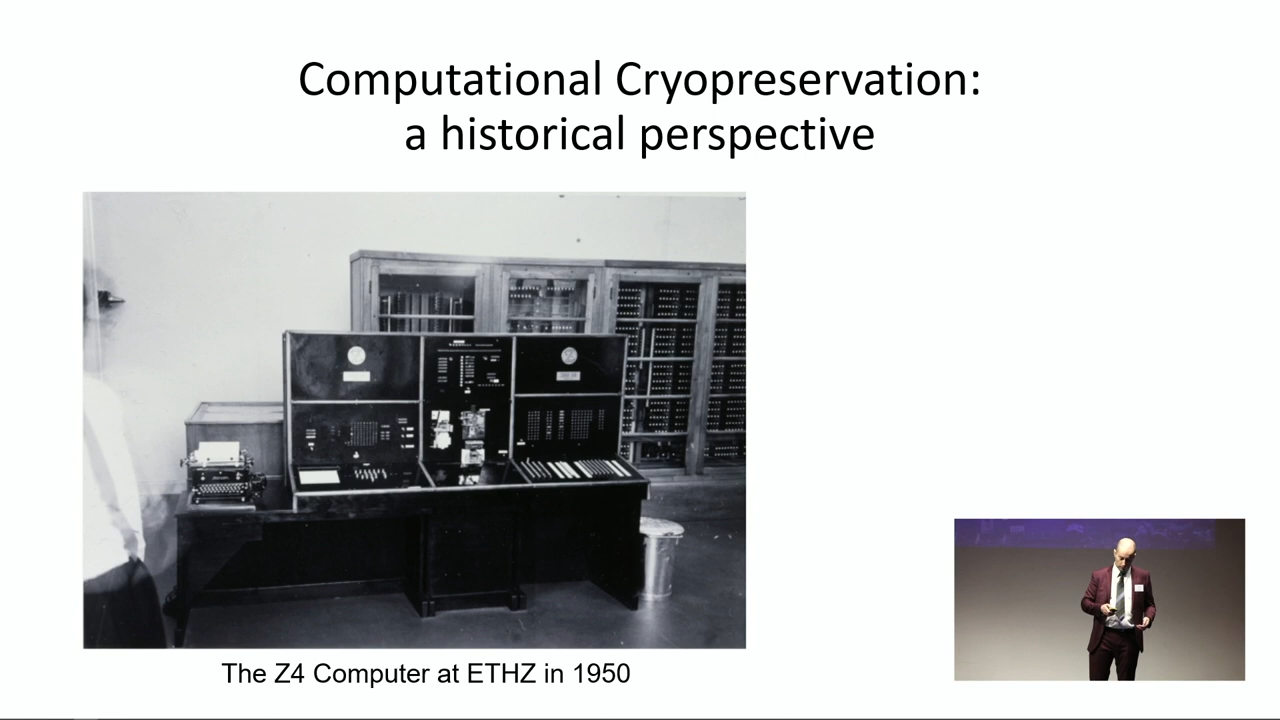 Computational Cryopreservation:
a historical perspective
The Z4 Computer at ETHZ in 1950